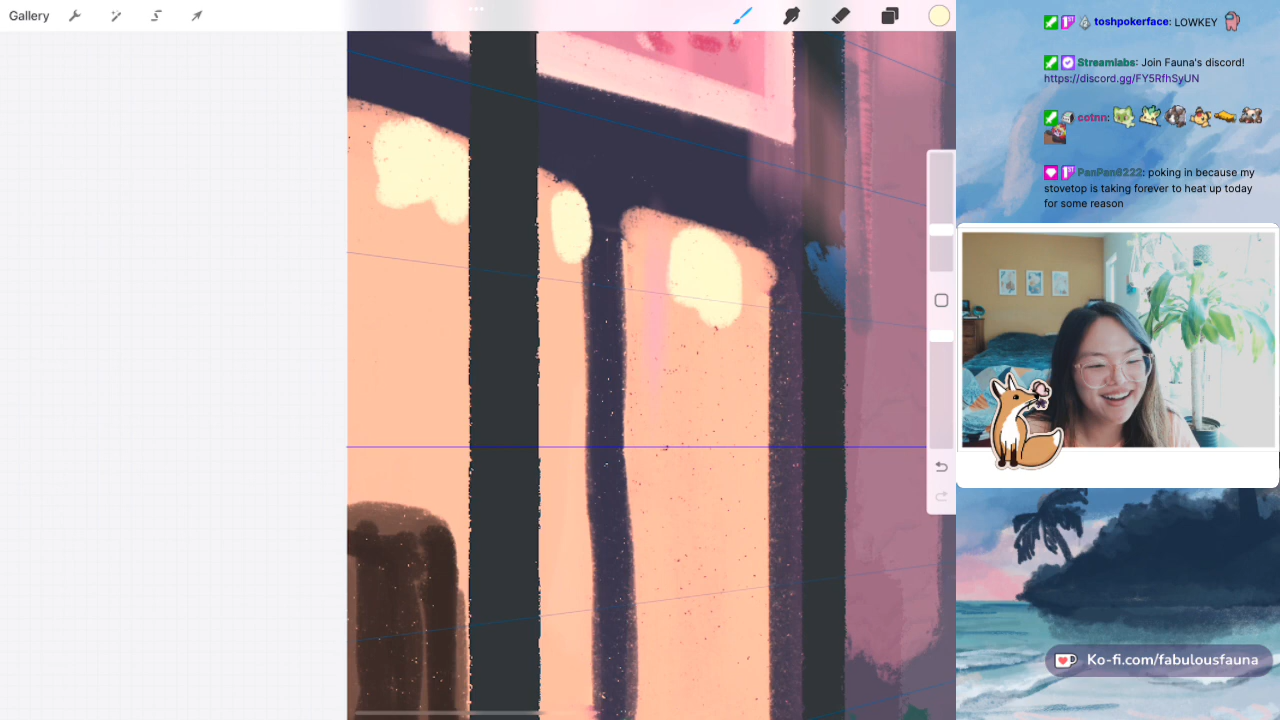 Gallery
toshpokerface: LOWKEY
Streamlabs: Join Fauna's discord!
https://discord.gg/FY5RfhSyUN
cotnn:
PanPan6222: poking in because my
stovetop is taking forever to heat up today
for some reason
Ko-fi.com/fabulousfauna